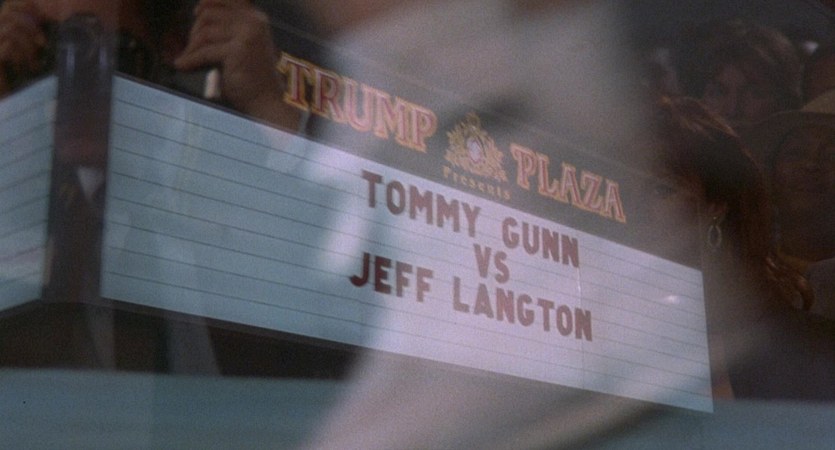 TRUMP PLAZA
Presents
TOMMY GUNN
VS
JEFF LANGTON